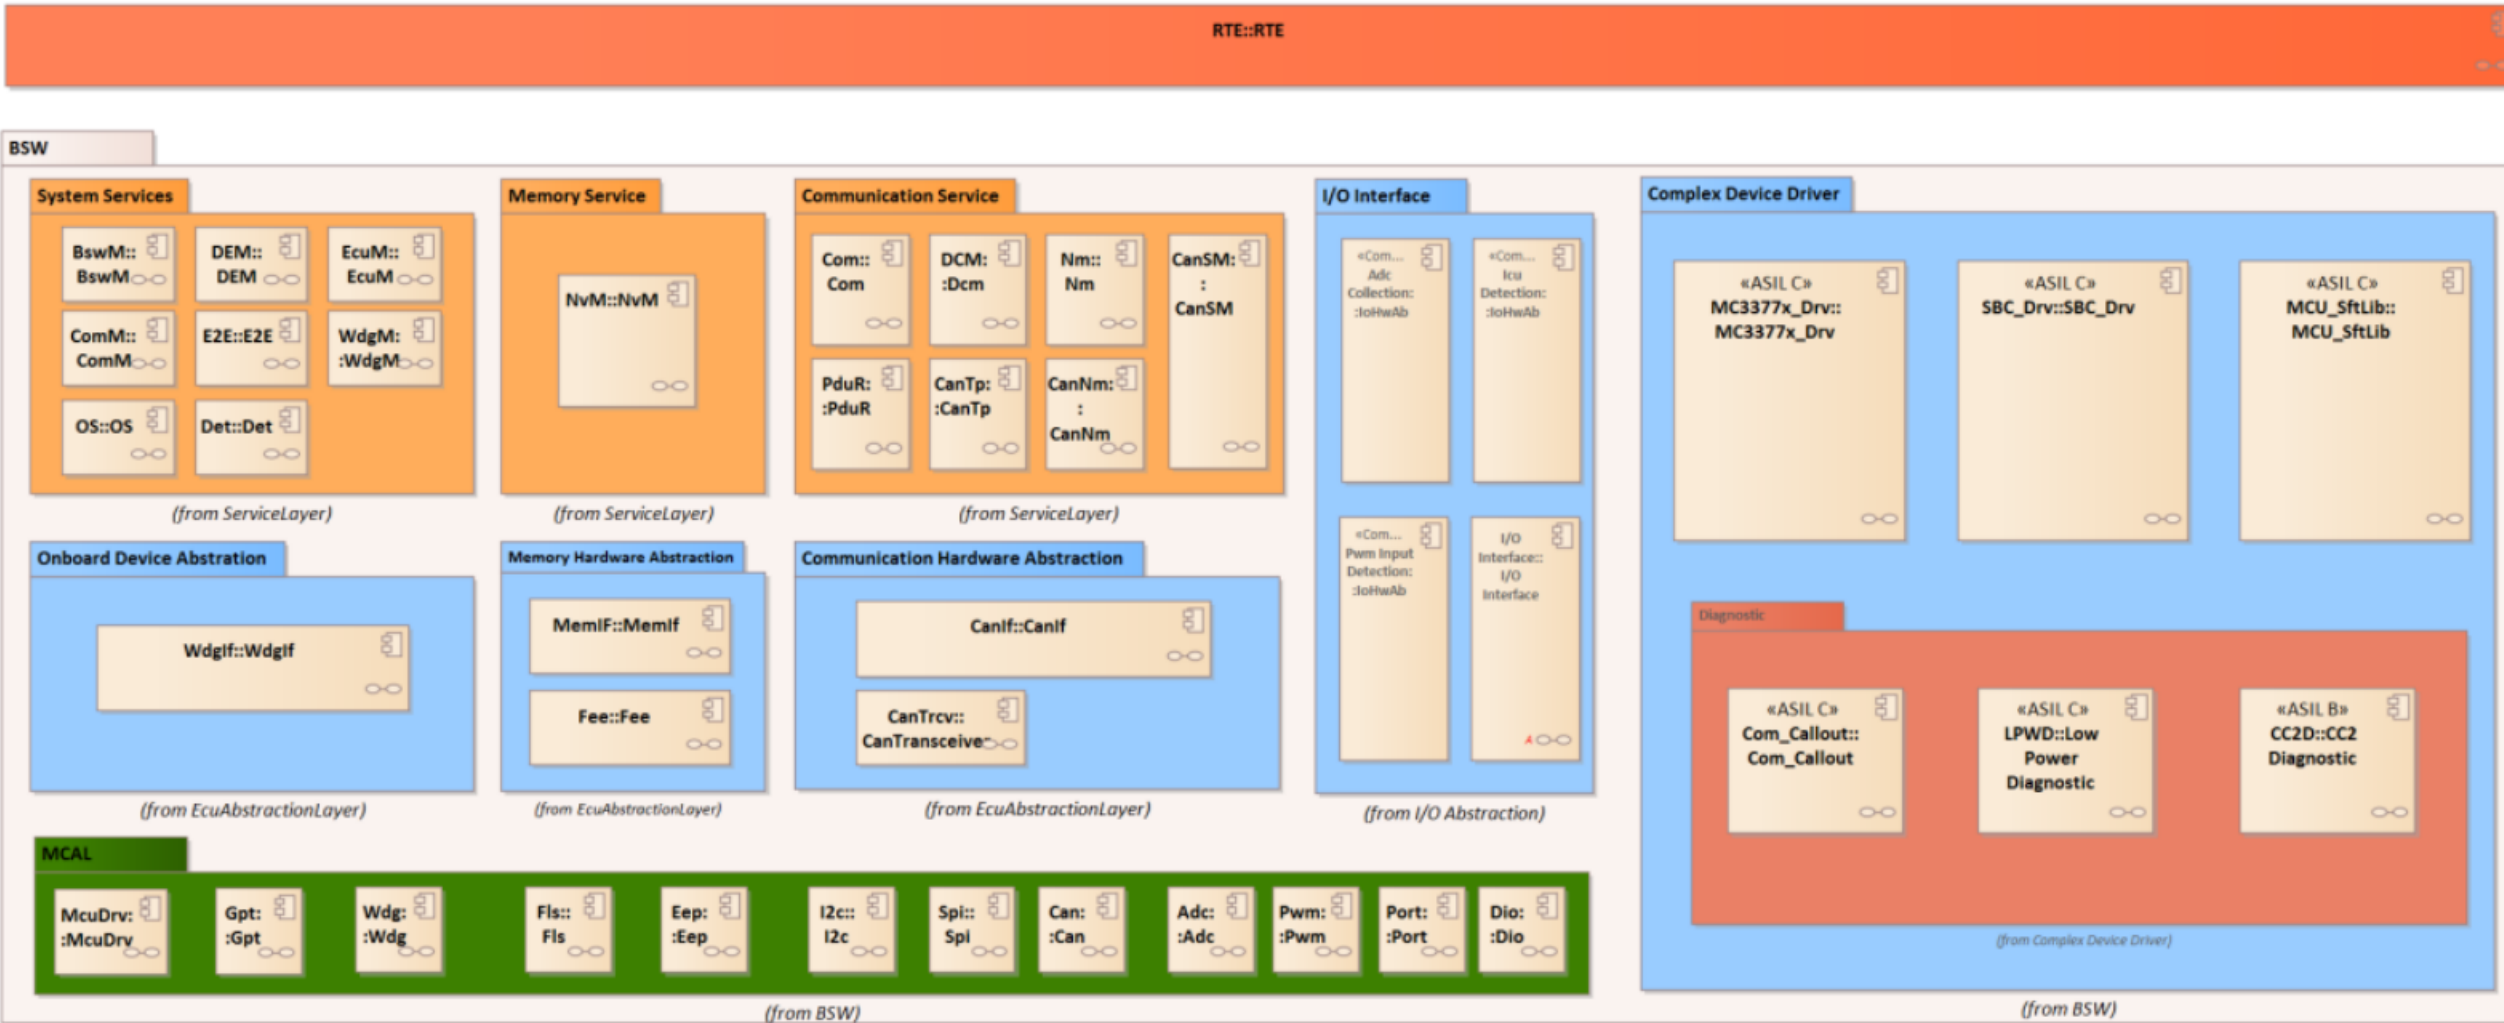 RTE::RTE
BSW
System Services
BswM::
BswM
DEM::
DEM
EcuM::
EcuM
ComM::
ComM
E2E::E2E
WdgM:
:WdgM
OS::OS
Det::Det
(from ServiceLayer)
Memory Service
NvM::NvM
(from ServiceLayer)
Communication Service
Com::
Com
DCM:
:Dcm
Nm::
Nm
CanSM:
:
CanSM
PduR:
:PduR
CanTp:
:CanTp
CanNm:
:
CanNm
(from ServiceLayer)
I/O Interface
«Com...
Adc
Collection:
:IoHwAb
«Com...
Icu
Detection:
:IoHwAb
«Com...
Pwm Input
Detection:
:IoHwAb
I/O
Interface::
I/O
Interface
A
(from I/O Abstraction)
Complex Device Driver
«ASIL C»
MC3377x_Drv::
MC3377x_Drv
«ASIL C»
SBC_Drv::SBC_Drv
«ASIL C»
MCU_SftLib::
MCU_SftLib
Diagnostic
«ASIL C»
Com_Callout::
Com_Callout
«ASIL C»
LPWD::Low
Power
Diagnostic
«ASIL B»
CC2D::CC2
Diagnostic
(from Complex Device Driver)
(from BSW)
Onboard Device Abstration
WdgIf::WdgIf
(from EcuAbstractionLayer)
Memory Hardware Abstraction
MemIF::MemIf
Fee::Fee
(from EcuAbstractionLayer)
Communication Hardware Abstraction
CanIf::CanIf
CanTrcv::
CanTransceiver
(from EcuAbstractionLayer)
MCAL
McuDrv:
:McuDrv
Gpt:
:Gpt
Wdg:
:Wdg
Fls::
Fls
Eep:
:Eep
I2c::
I2c
Spi::
Spi
Can:
:Can
Adc:
:Adc
Pwm:
:Pwm
Port:
:Port
Dio:
:Dio
(from BSW)